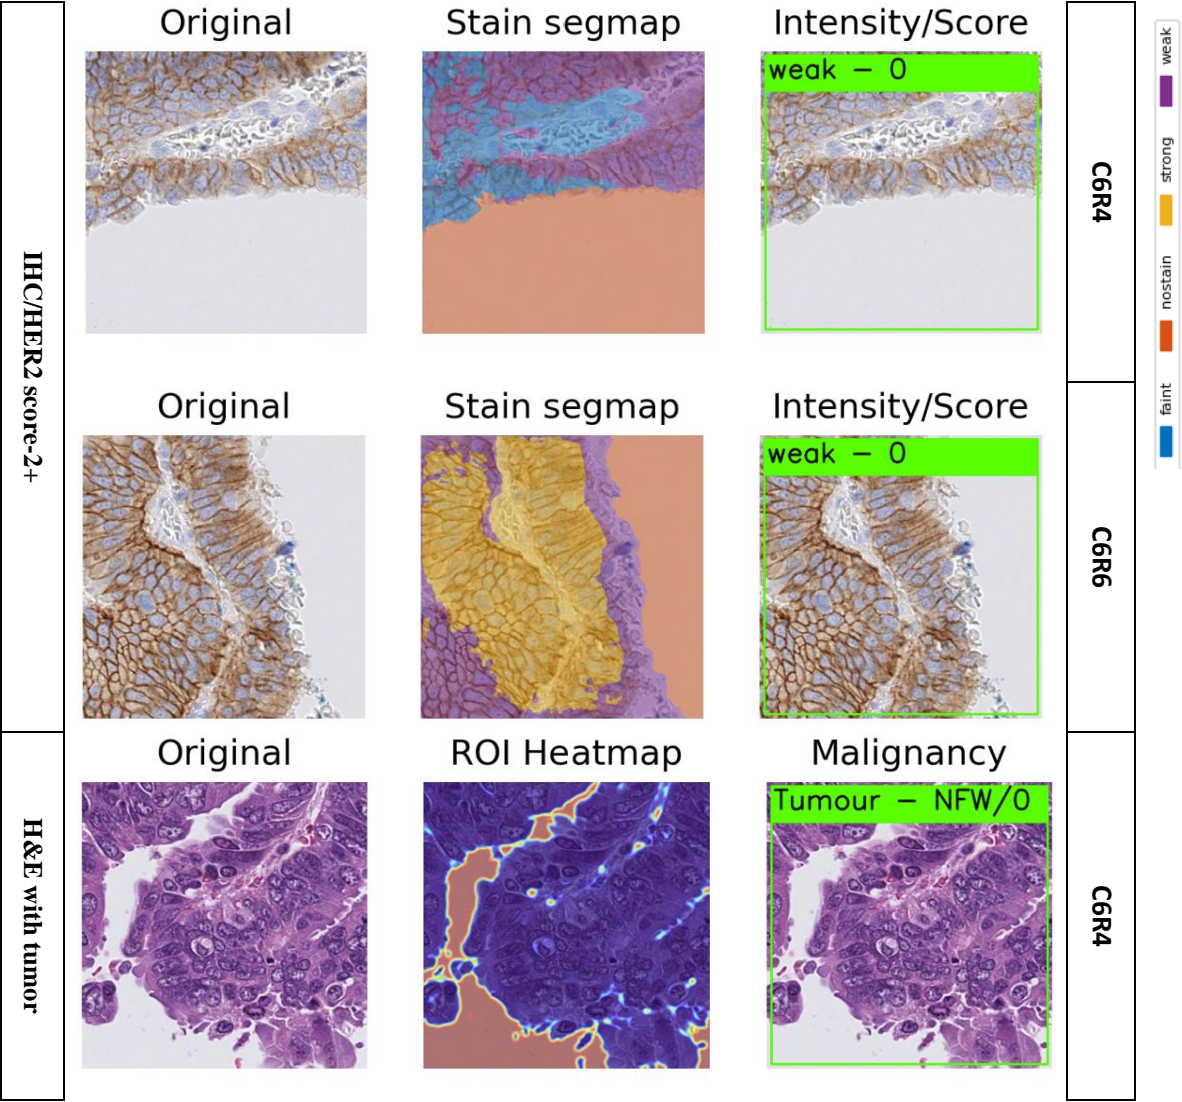 Original Stain segmap Intensity/Score
weak – 0
IHC/HER2 score-2+
C6R4
weak
strong
nostain
faint
Original Stain segmap Intensity/Score
weak – 0
C6R6
Original ROI Heatmap Malignancy
Tumour – NFW/0
H&E with tumor
C6R4